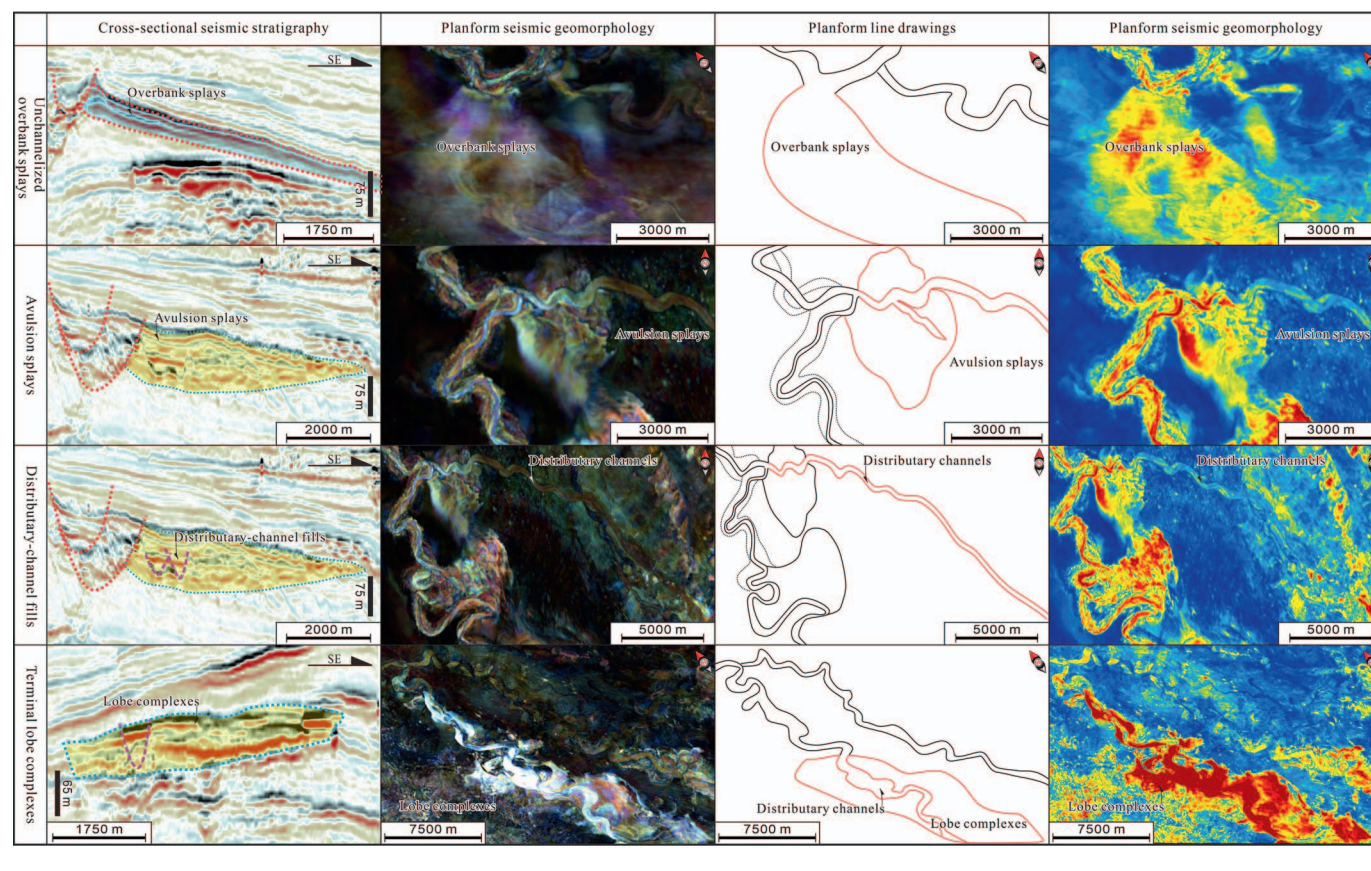 Cross-sectional seismic stratigraphy
Planform seismic geomorphology
Planform line drawings
Planform seismic geomorphology
Unchannelized
overbank splays
SE
Overbank splays
75 m
1750 m
Overbank splays
3000 m
Overbank splays
3000 m
Overbank splays
3000 m
Avulsion splays
SE
Avulsion splays
75 m
2000 m
Avulsion splays
3000 m
Avulsion splays
3000 m
Avulsion splays
3000 m
Distributary-channel fills
SE
Distributary-channel fills
75 m
2000 m
Distributary channels
5000 m
Distributary channels
5000 m
Distributary channels
5000 m
Terminal lobe complexes
SE
Lobe complexes
65 m
1750 m
Lobe complexes
7500 m
Distributary channels
Lobe complexes
7500 m
Lobe complexes
7500 m